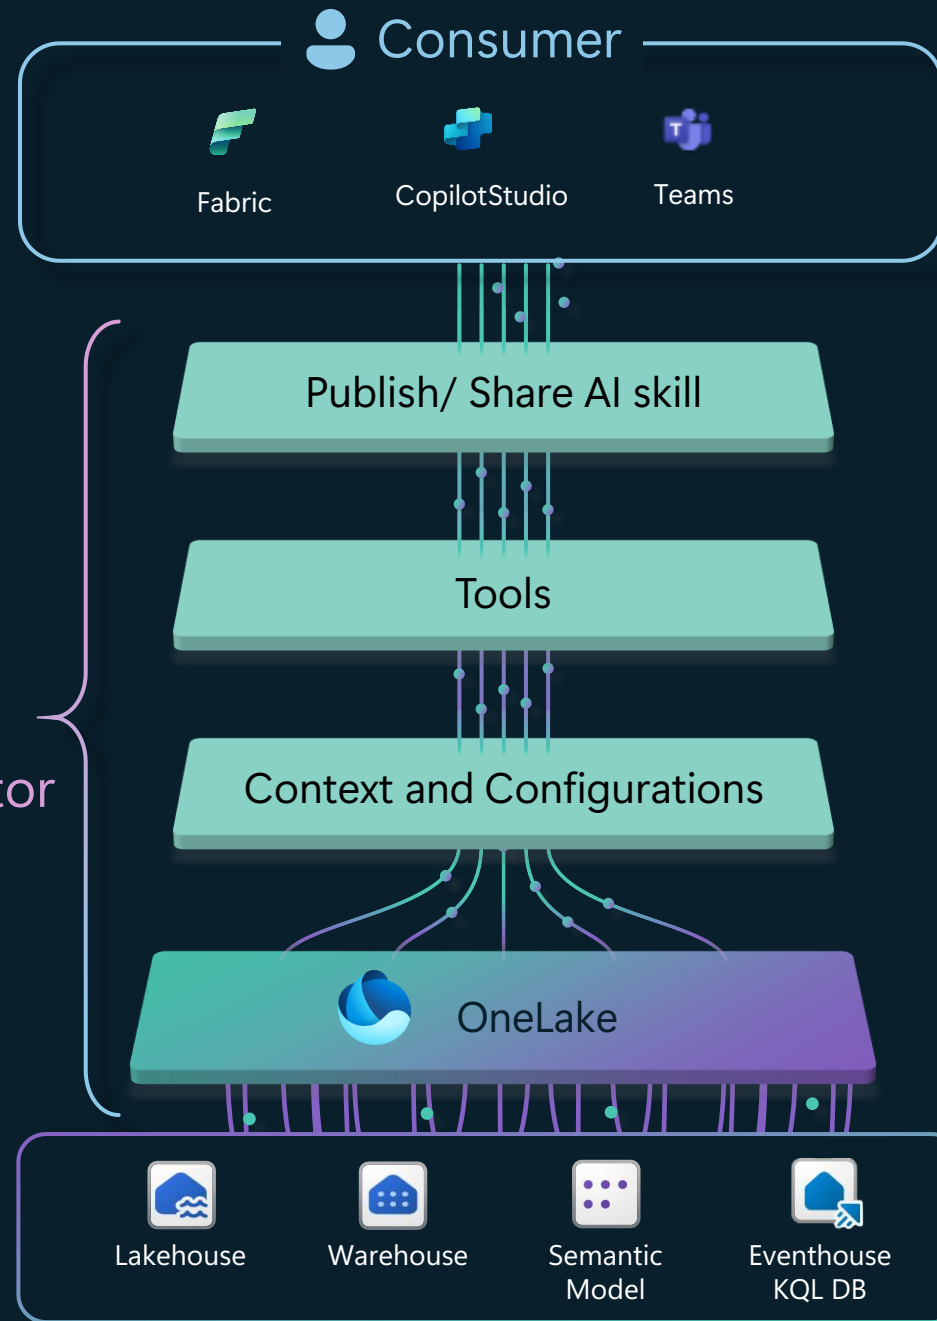 Consumer
Fabric
CopilotStudio
Teams
Publish/ Share AI skill
Tools
tor
Context and Configurations
OneLake
Lakehouse
Warehouse
Semantic
Model
Eventhouse
KQL DB